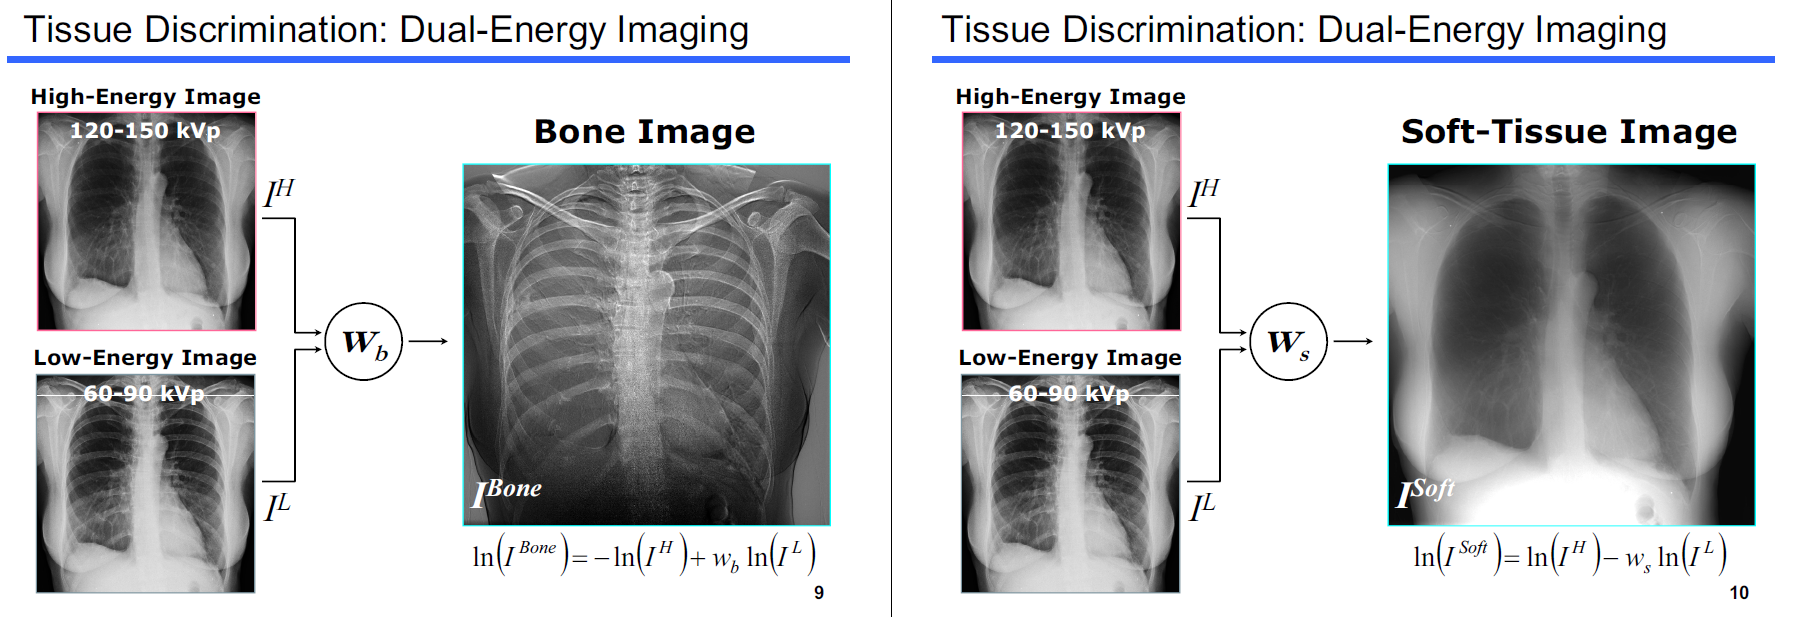 Tissue Discrimination: Dual-Energy Imaging
High-Energy Image
120-150 kVp
I^H
Low-Energy Image
60-90 kVp
I^L
w_b
Bone Image
I^Bone
ln(I^Bone)= −ln(I^H)+ w_b ln(I^L)
9
Tissue Discrimination: Dual-Energy Imaging
High-Energy Image
120-150 kVp
I^H
Low-Energy Image
60-90 kVp
I^L
w_s
Soft-Tissue Image
I^Soft
ln(I^Soft)= ln(I^H)− w_s ln(I^L)
10